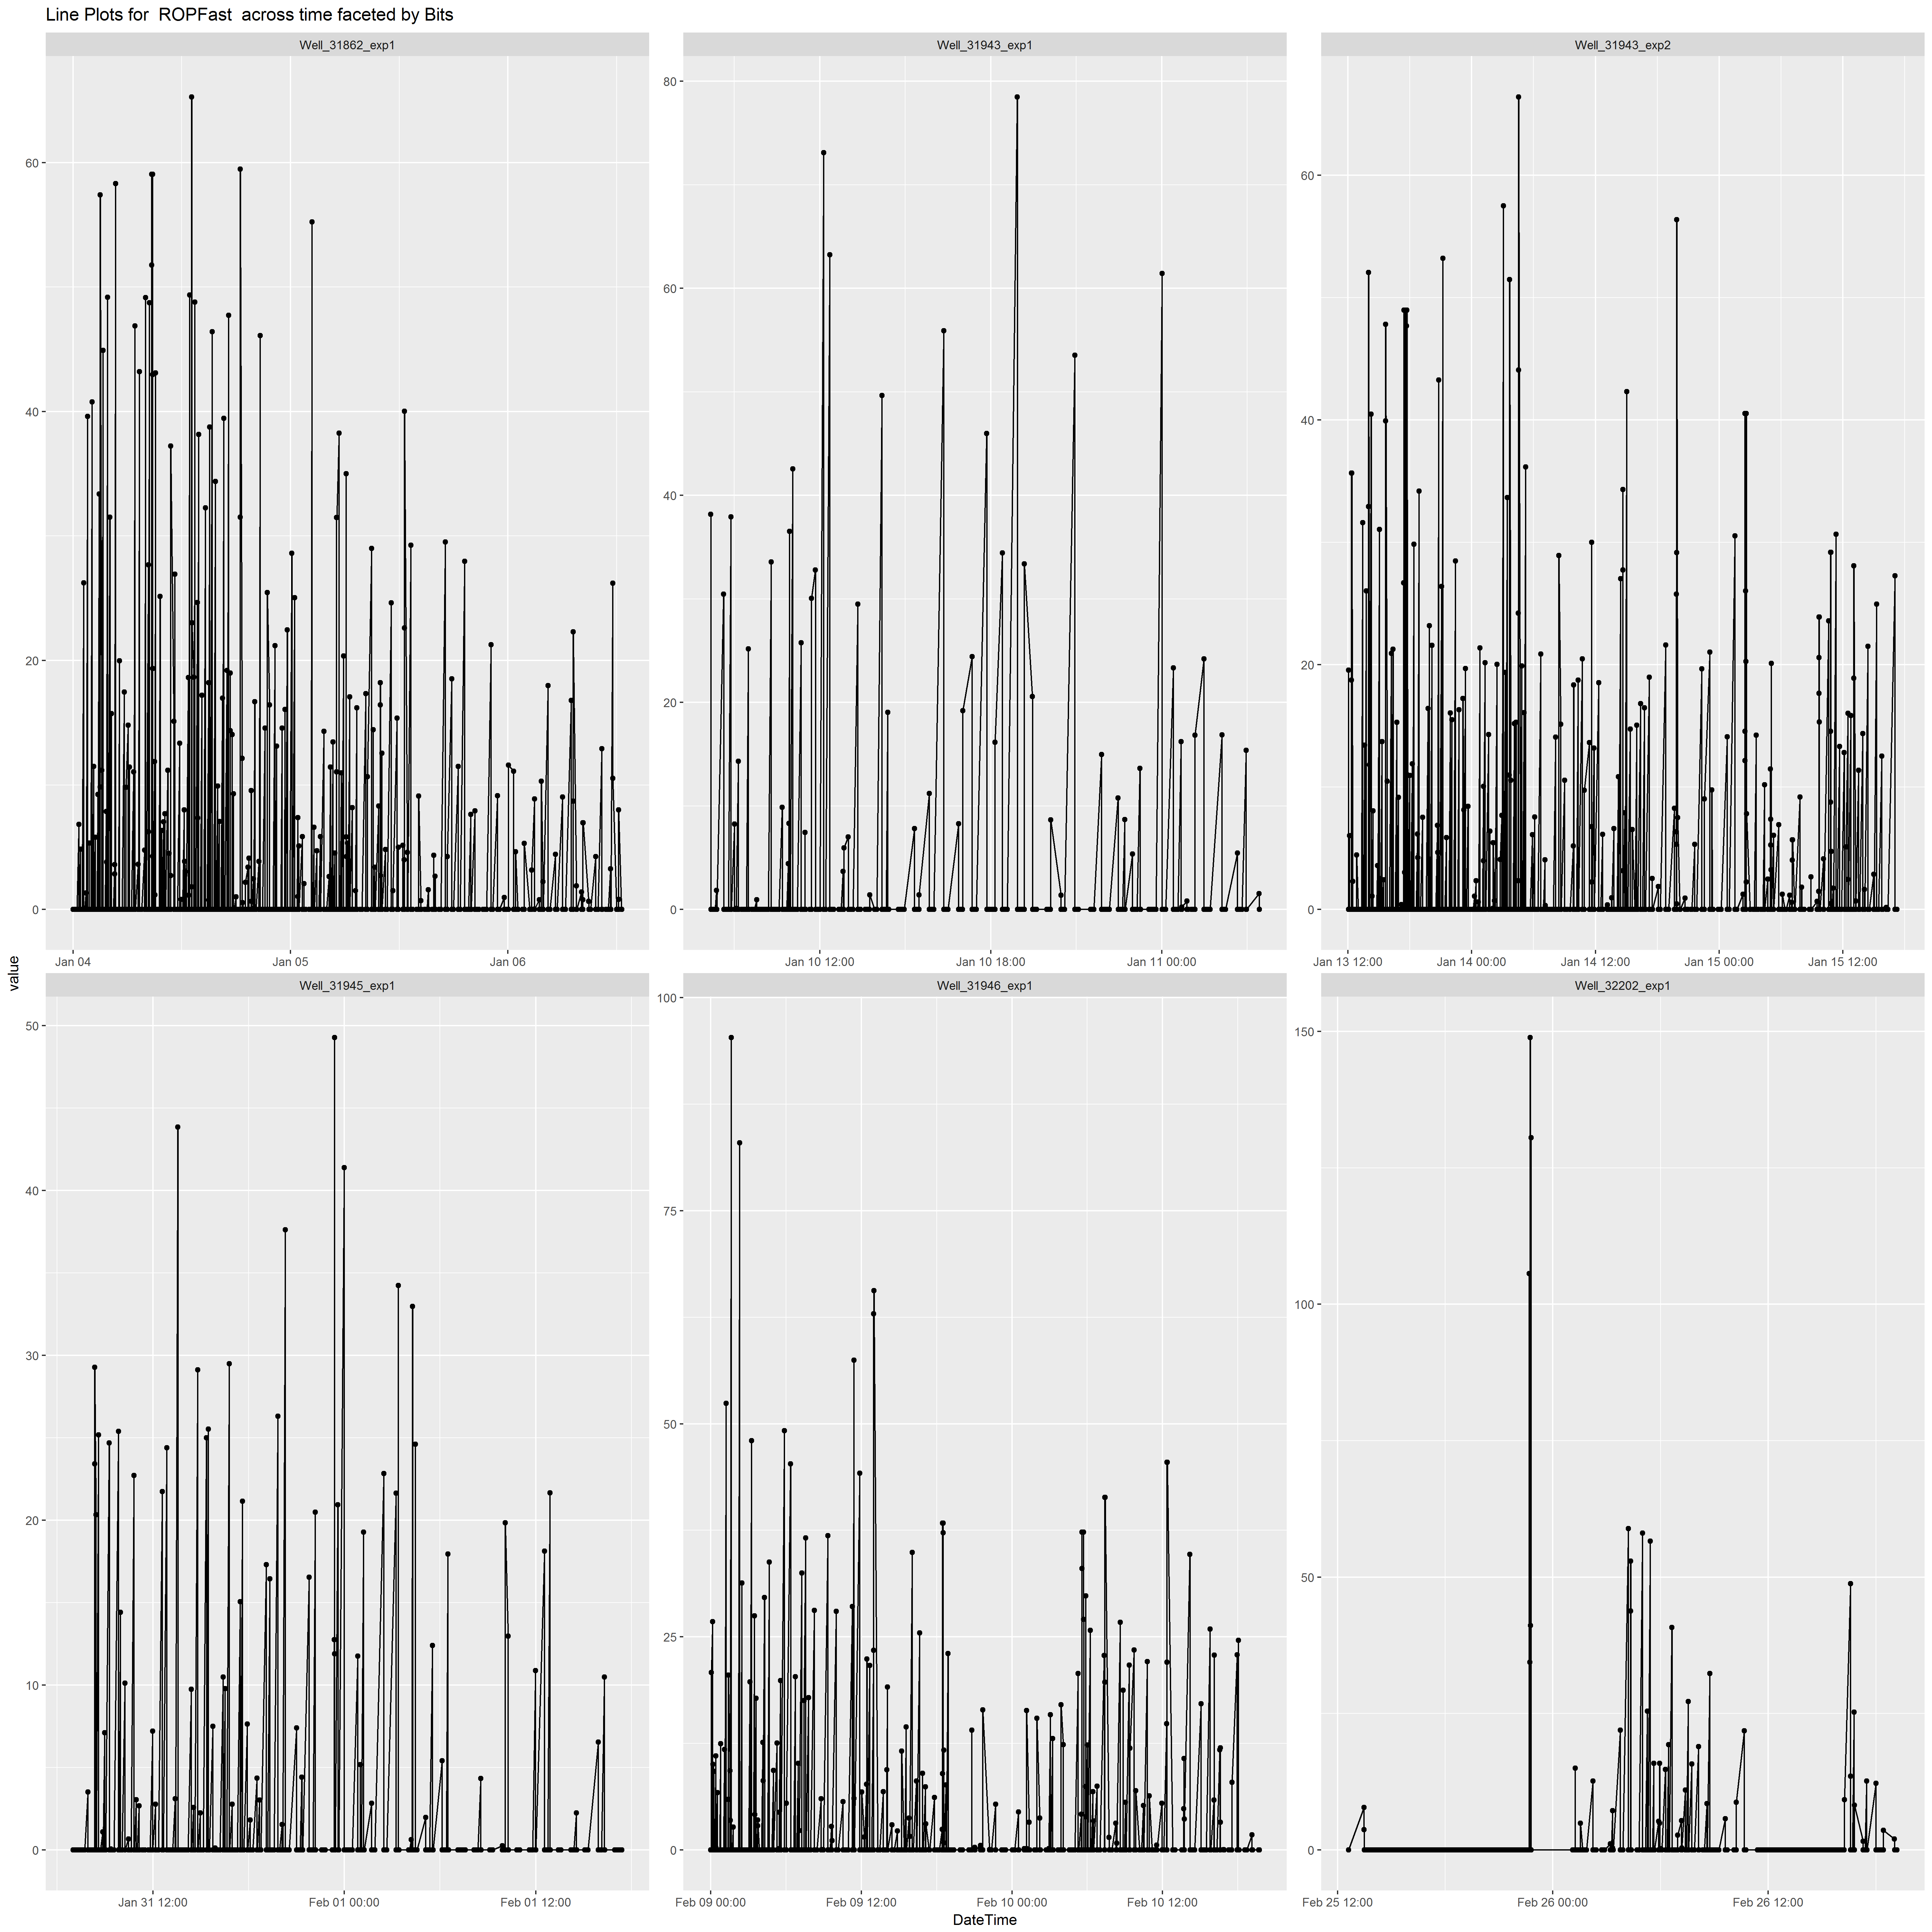 Line Plots for  ROPFast  across time faceted by Bits
Well_31862_exp1
Well_31943_exp1
Well_31943_exp2
80
60
60
60
40
40
40
20
20
20
0
0
0
Jan 04
Jan 05
Jan 06
Jan 10 12:00
Jan 10 18:00
Jan 11 00:00
Jan 13 12:00
Jan 14 00:00
Jan 14 12:00
Jan 15 00:00
Jan 15 12:00
value
Well_31945_exp1
Well_31946_exp1
Well_32202_exp1
50
40
30
20
10
0
100
75
50
25
0
150
100
50
0
Jan 31 12:00
Feb 01 00:00
Feb 01 12:00
Feb 09 00:00
Feb 09 12:00
Feb 10 00:00
Feb 10 12:00
Feb 25 12:00
Feb 26 00:00
Feb 26 12:00
DateTime